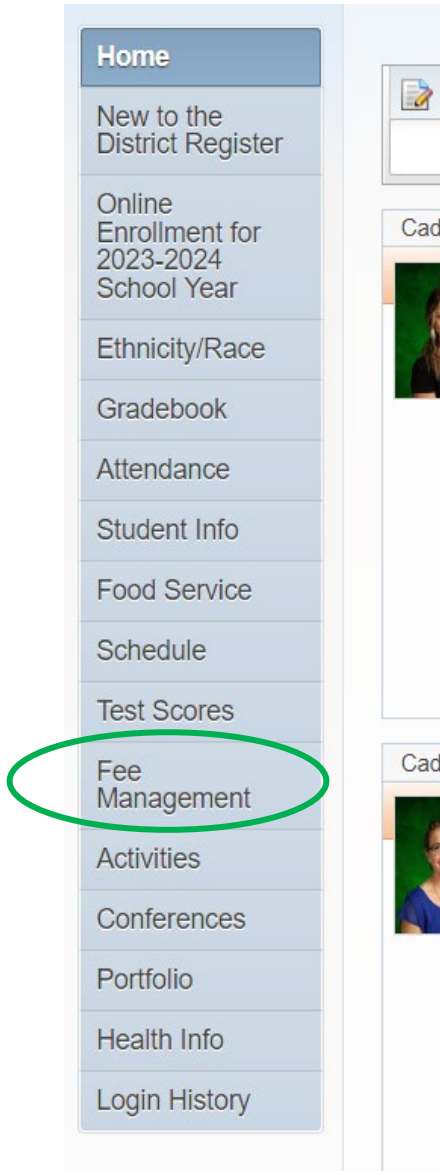 Home
New to the
District Register
Online
Enrollment for
2023-2024
School Year
Ethnicity/Race
Gradebook
Attendance
Student Info
Food Service
Schedule
Test Scores
Fee
Management
Activities
Conferences
Portfolio
Health Info
Login History
Cad
Cad